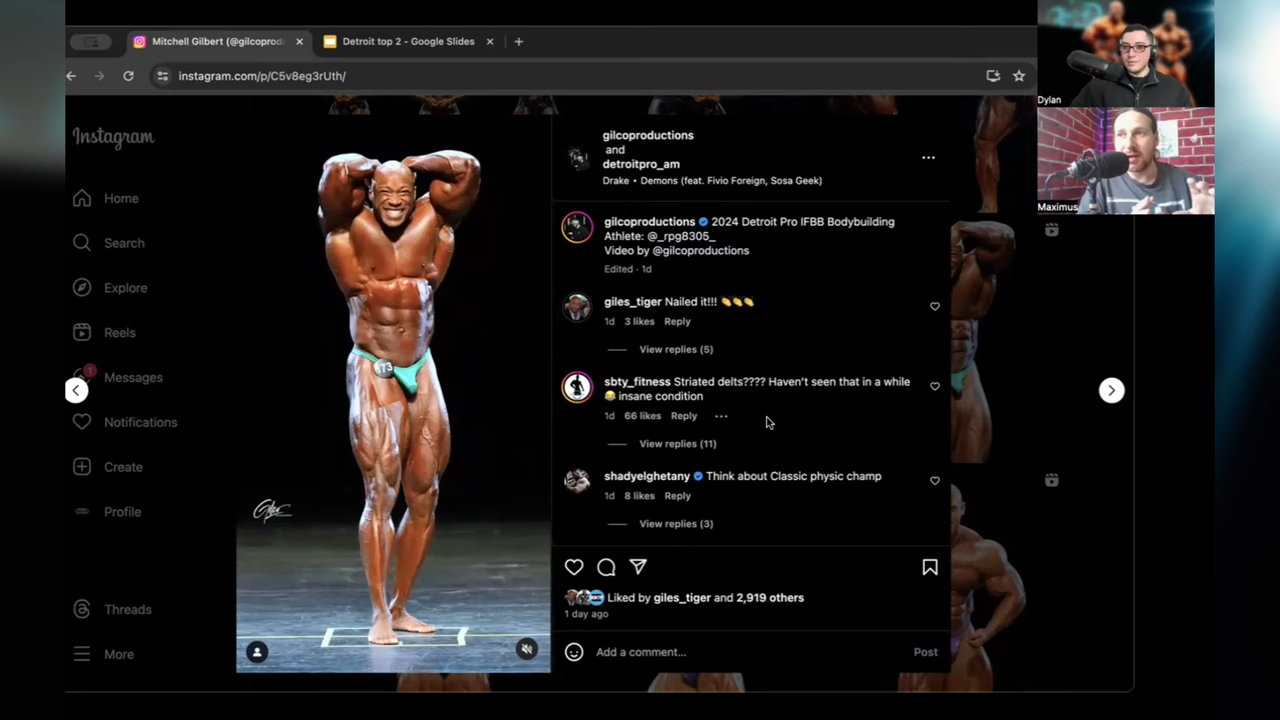 Mitchell Gilbert (@gilcoprod
Detroit top 2 - Google Slides
instagram.com/p/C5v8eg3rUth/
Dylan
Maximus
Instagram
Home
Search
Explore
Reels
1
Messages
Notifications
Create
Profile
Threads
More
173
gilcoproductions
and
detroitpro_am
Drake • Demons (feat. Fivio Foreign, Sosa Geek)
gilcoproductions 2024 Detroit Pro IFBB Bodybuilding
Athlete: @_rpg8305_
Video by @gilcoproductions
Edited · 1d
giles_tiger Nailed it!!! 👏👏👏
1d 3 likes Reply
View replies (5)
sbty_fitness Striated delts???? Haven't seen that in a while
😂 insane condition
1d 66 likes Reply
View replies (11)
shadyelghetany Think about Classic physic champ
1d 8 likes Reply
View replies (3)
Liked by giles_tiger and 2,919 others
1 day ago
Add a comment...
Post